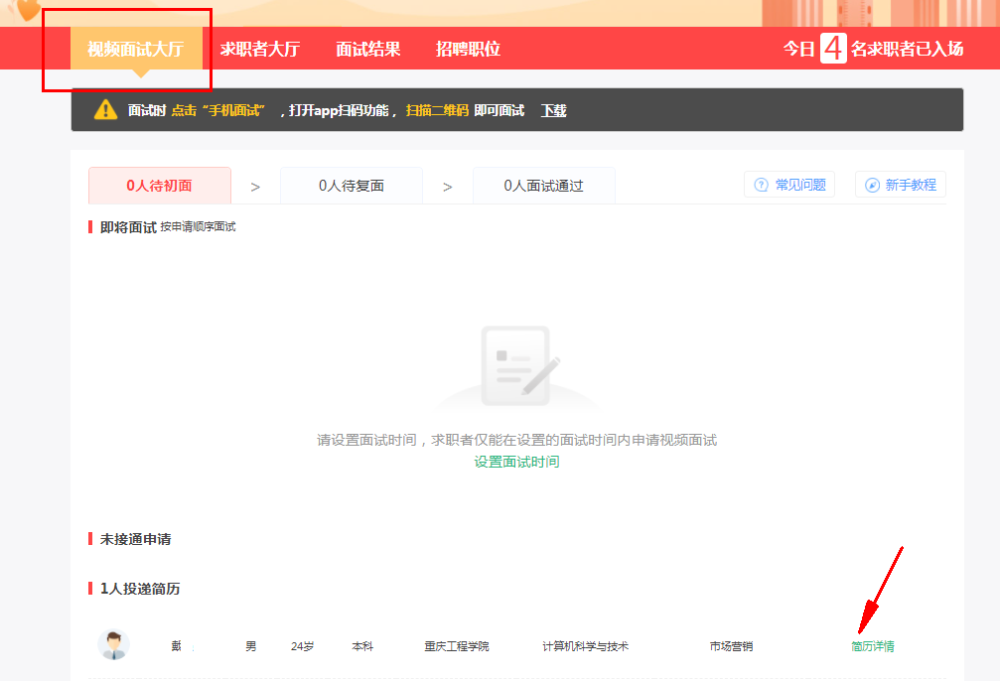 视频面试大厅 求职者大厅 面试结果 招聘职位 今日 4 名求职者已入场
面试时 点击“手机面试” ，打开app扫码功能， 扫描二维码 即可面试 下载
0人待初面 > 0人待复面 > 0人面试通过 常见问题 新手教程
即将面试 按申请顺序面试
请设置面试时间，求职者仅能在设置的面试时间内申请视频面试
设置面试时间
未接通申请
1人投递简历
戴 男 24岁 本科 重庆工程学院 计算机科学与技术 市场营销 简历详情